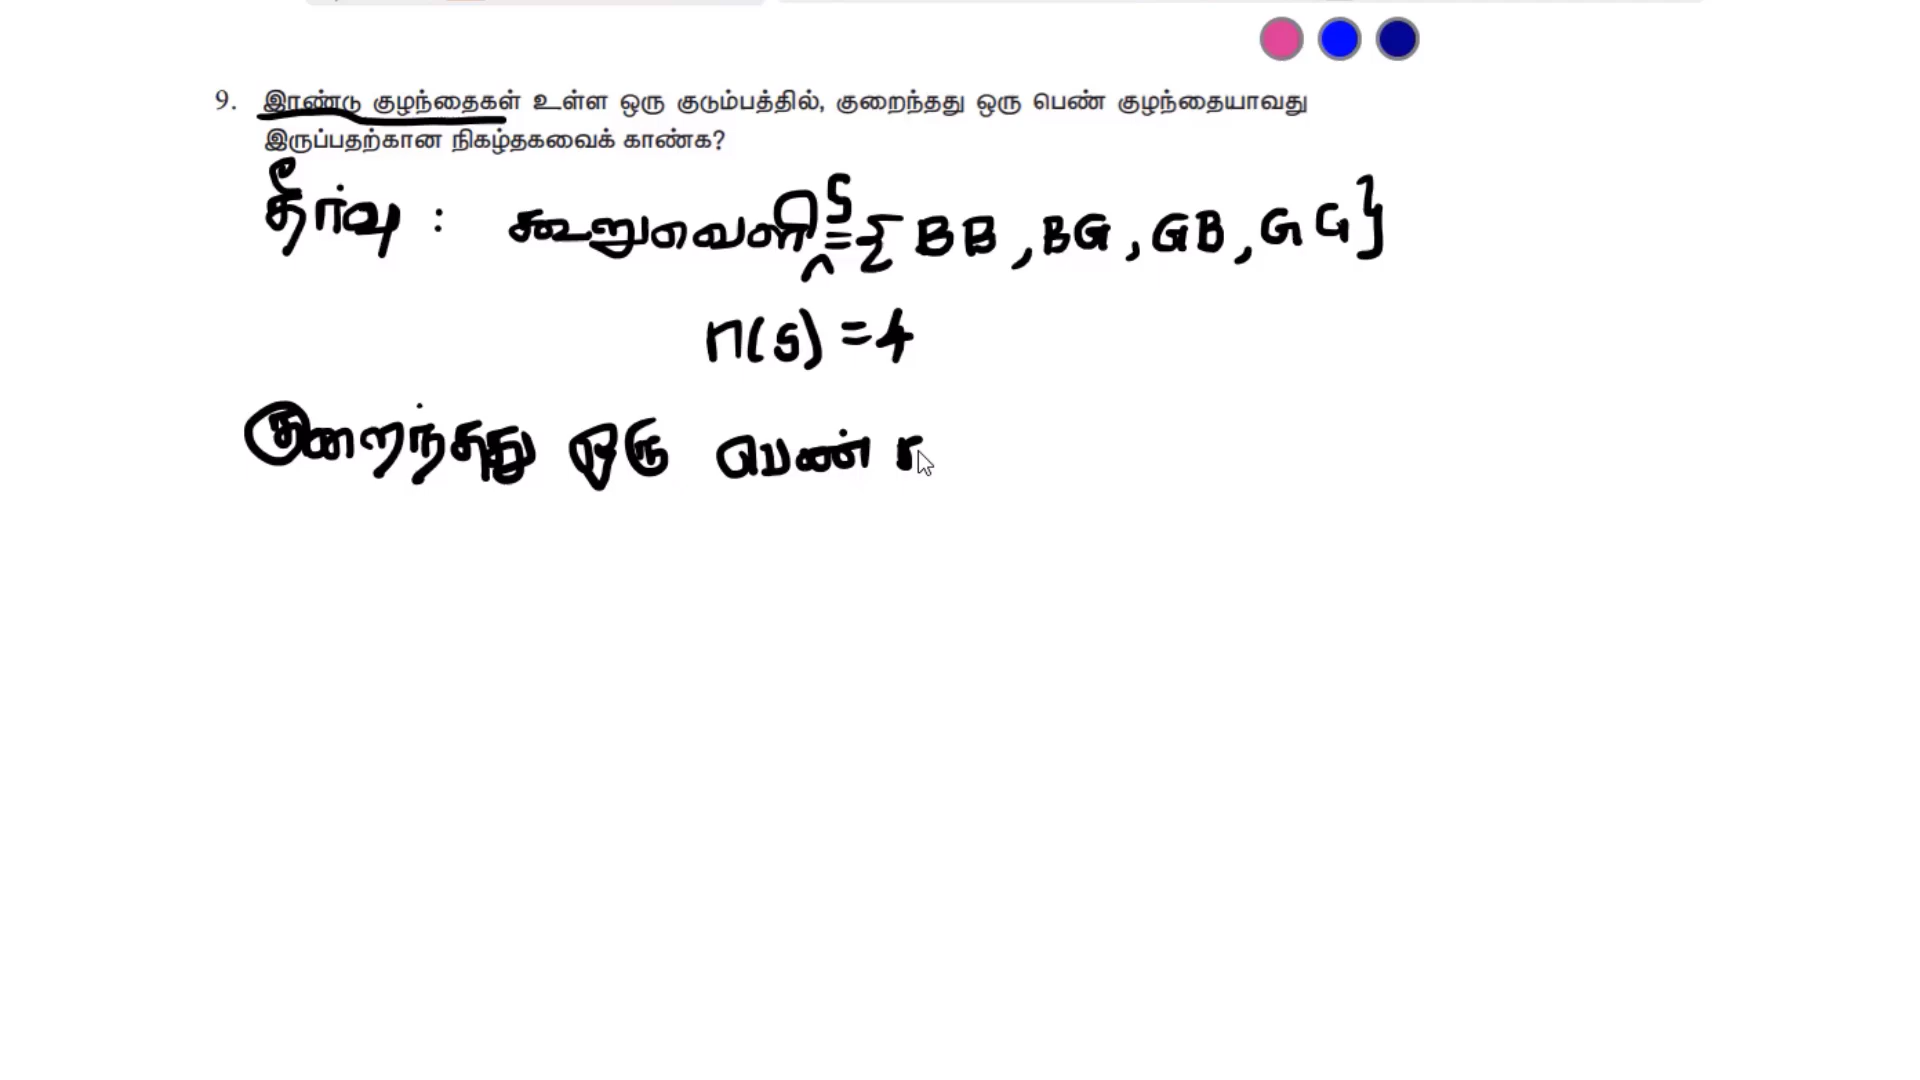 9. இரண்டு குழந்தைகள் உள்ள ஒரு குடும்பத்தில், குறைந்தது ஒரு பெண் குழந்தையாவது
இருப்பதற்கான நிகழ்தகவைக் காண்க?
தீர்வு : கூறுவெளி S = { BB , BG , GB , GG }
n(S) = 4
குறைந்தது ஒரு பெண்